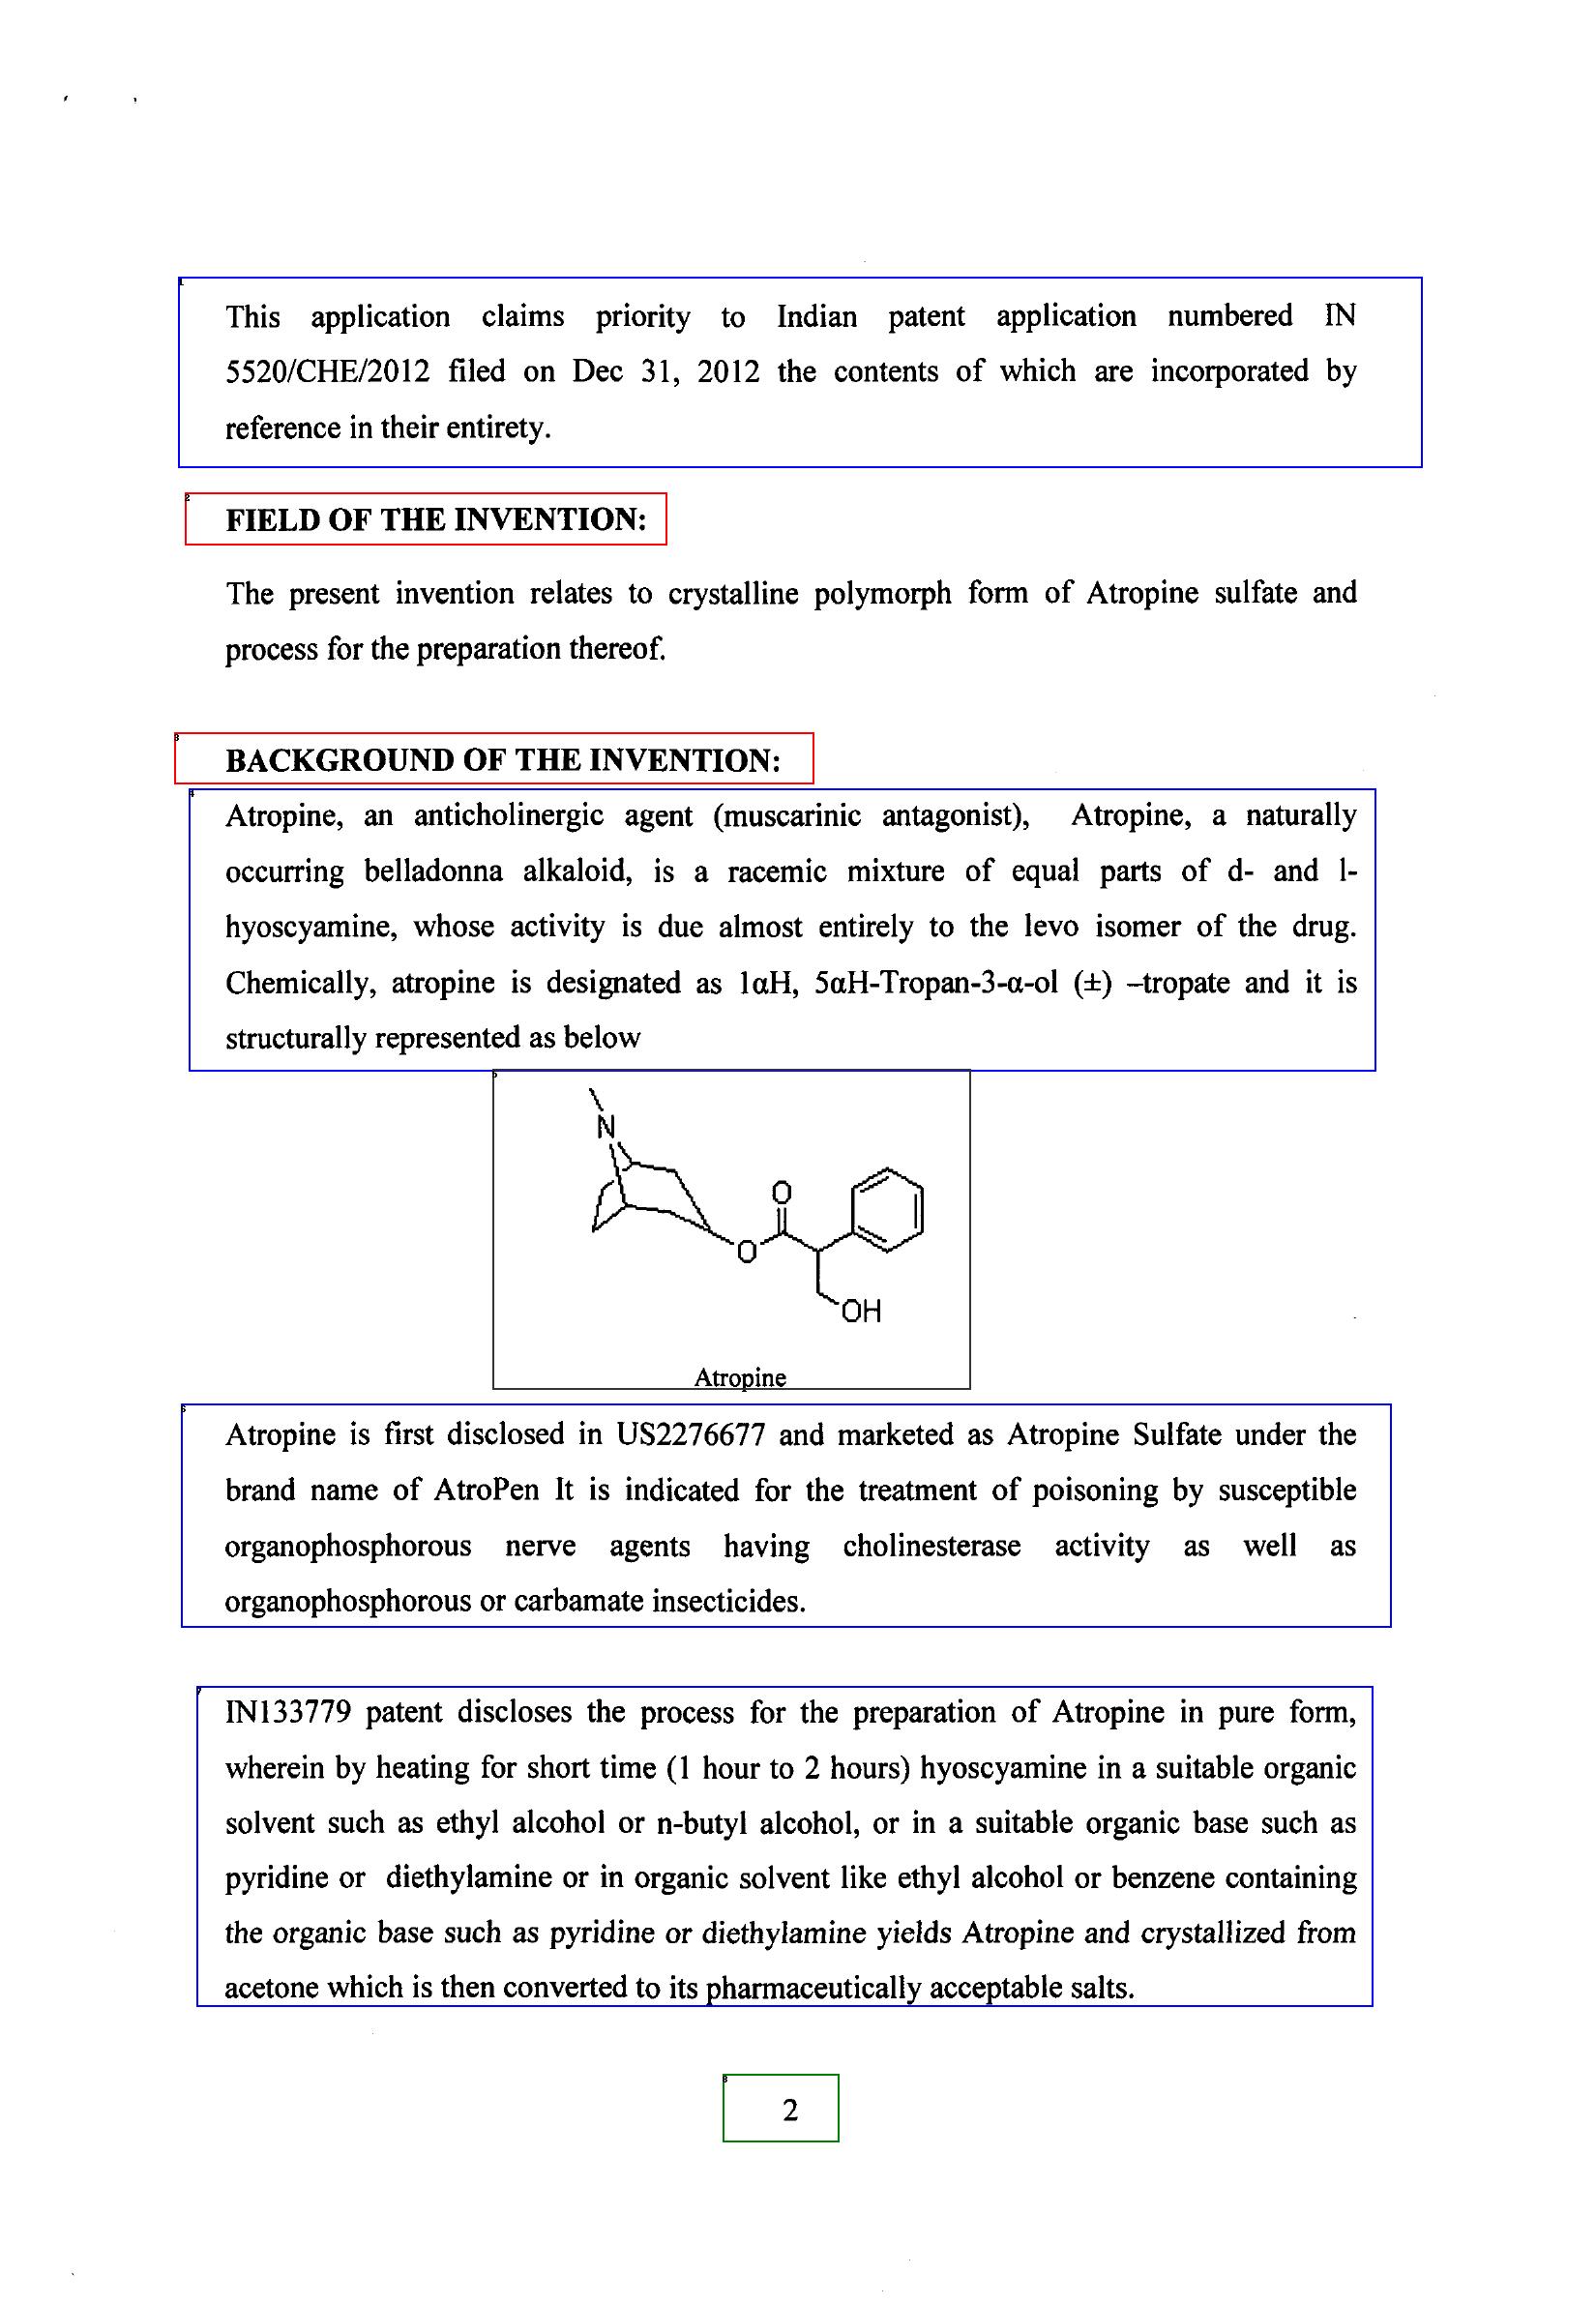 This application claims priority to Indian patent application numbered IN
5520/CHE/2012 filed on Dec 31, 2012 the contents of which are incorporated by
reference in their entirety.
FIELD OF THE INVENTION:
The present invention relates to crystalline polymorph form of Atropine sulfate and
process for the preparation thereof.
BACKGROUND OF THE INVENTION:
Atropine, an anticholinergic agent (muscarinic antagonist), Atropine, a naturally
occurring belladonna alkaloid, is a racemic mixture of equal parts of d- and l-
hyoscyamine, whose activity is due almost entirely to the levo isomer of the drug.
Chemically, atropine is designated as 1αH, 5αH-Tropan-3-α-ol (±) –tropate and it is
structurally represented as below
N
O
O
OH
Atropine
Atropine is first disclosed in US2276677 and marketed as Atropine Sulfate under the
brand name of AtroPen It is indicated for the treatment of poisoning by susceptible
organophosphorous nerve agents having cholinesterase activity as well as
organophosphorous or carbamate insecticides.
IN133779 patent discloses the process for the preparation of Atropine in pure form,
wherein by heating for short time (1 hour to 2 hours) hyoscyamine in a suitable organic
solvent such as ethyl alcohol or n-butyl alcohol, or in a suitable organic base such as
pyridine or diethylamine or in organic solvent like ethyl alcohol or benzene containing
the organic base such as pyridine or diethylamine yields Atropine and crystallized from
acetone which is then converted to its pharmaceutically acceptable salts.
2